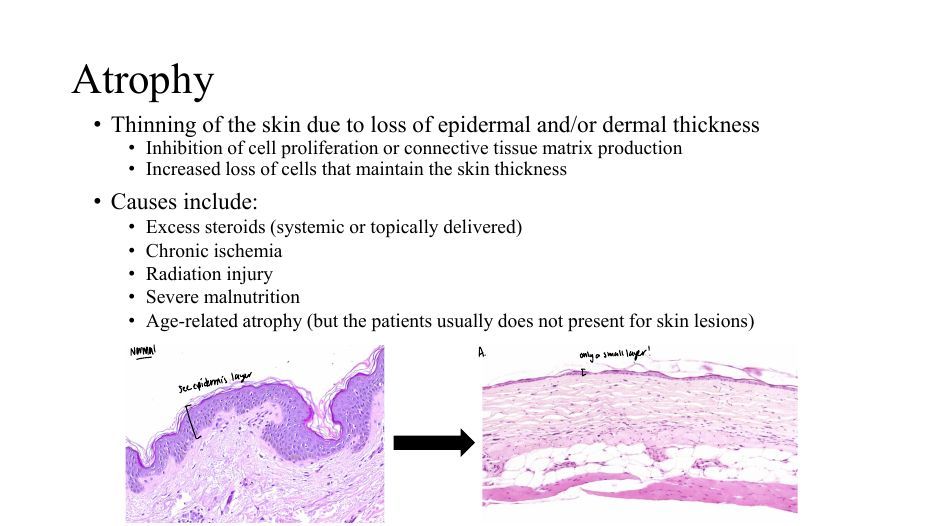 Atrophy
• Thinning of the skin due to loss of epidermal and/or dermal thickness
• Inhibition of cell proliferation or connective tissue matrix production
• Increased loss of cells that maintain the skin thickness
• Causes include:
• Excess steroids (systemic or topically delivered)
• Chronic ischemia
• Radiation injury
• Severe malnutrition
• Age-related atrophy (but the patients usually does not present for skin lesions)
Normal
see epidermis layer
A.
only a small layer!